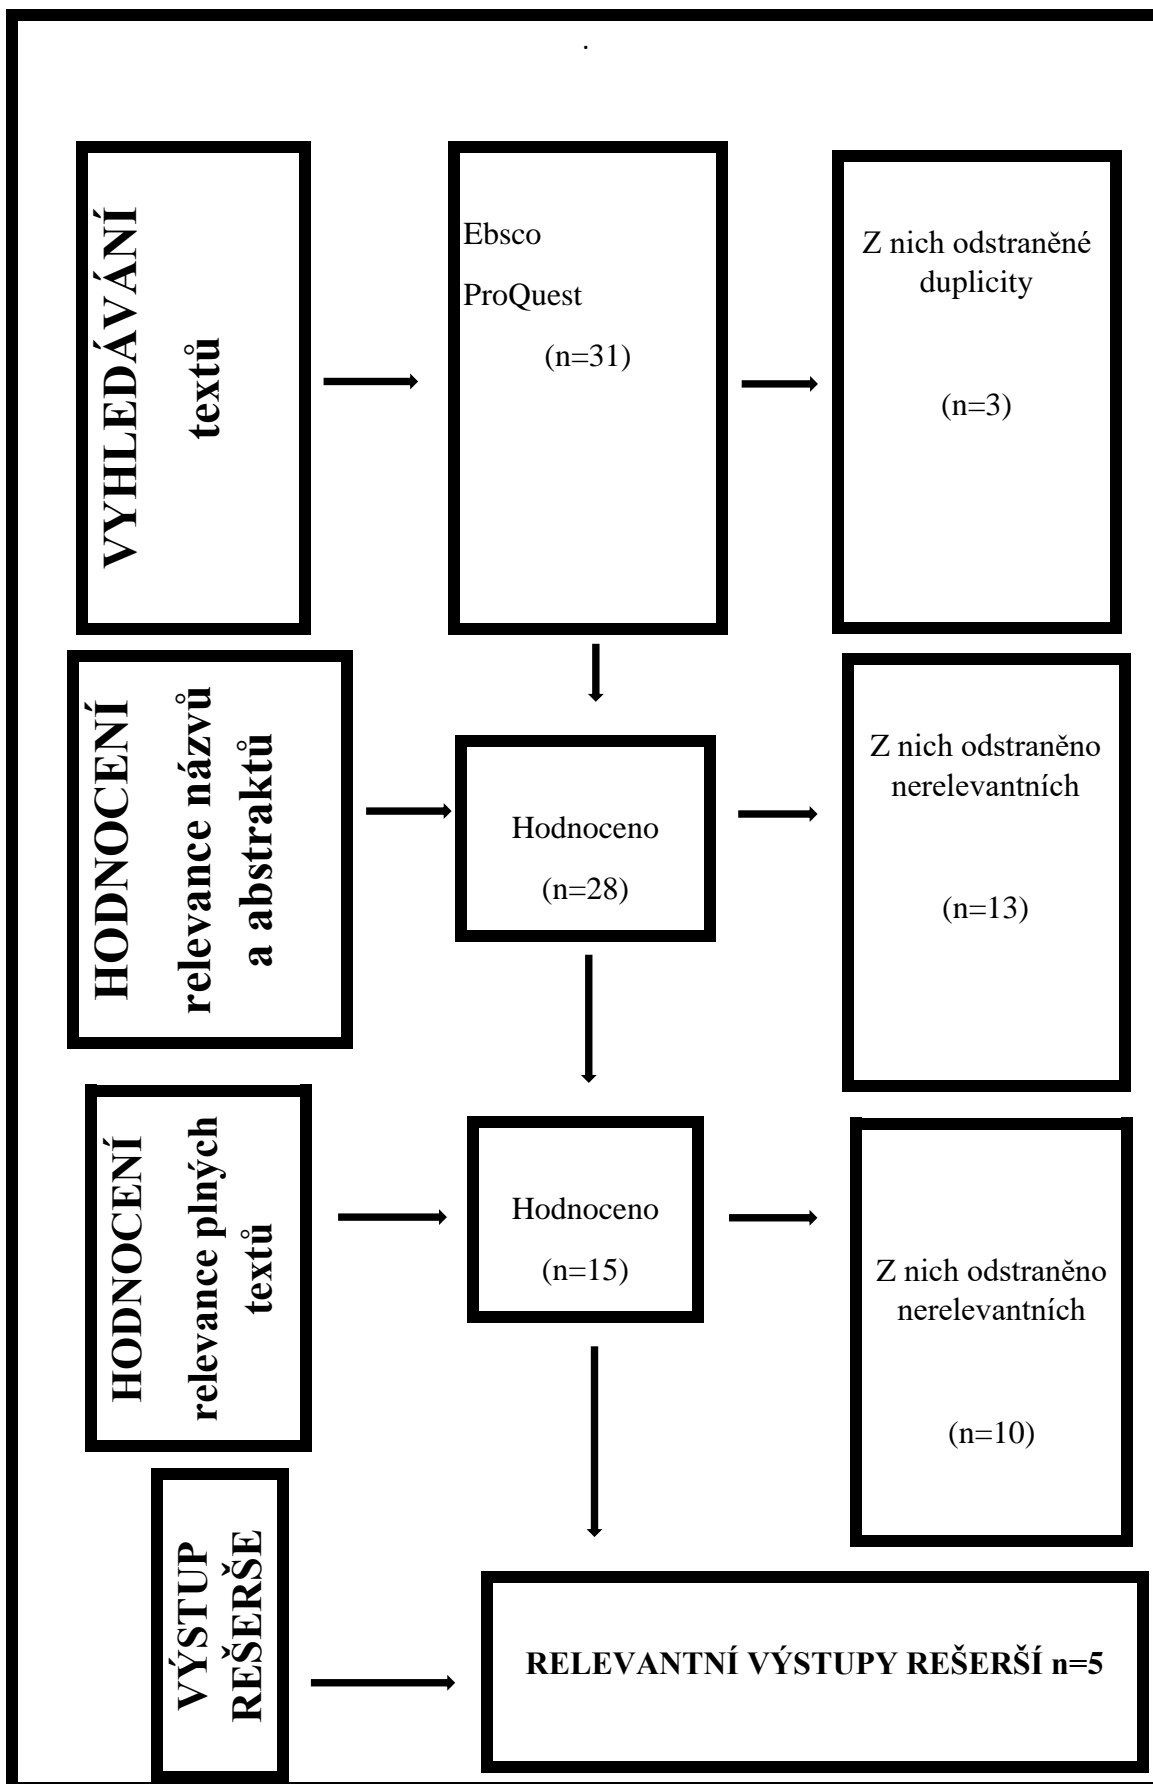 .
VYHLEDÁVÁNÍ
textů
Ebsco
ProQuest
(n=31)
Z nich odstraněné
duplicity
(n=3)
HODNOCENÍ
relevance názvů
a abstraktů
Hodnoceno
(n=28)
Z nich odstraněno
nerelevantních
(n=13)
HODNOCENÍ
relevance plných
textů
Hodnoceno
(n=15)
Z nich odstraněno
nerelevantních
(n=10)
VÝSTUP
REŠERŠE
RELEVANTNÍ VÝSTUPY REŠERŠÍ n=5